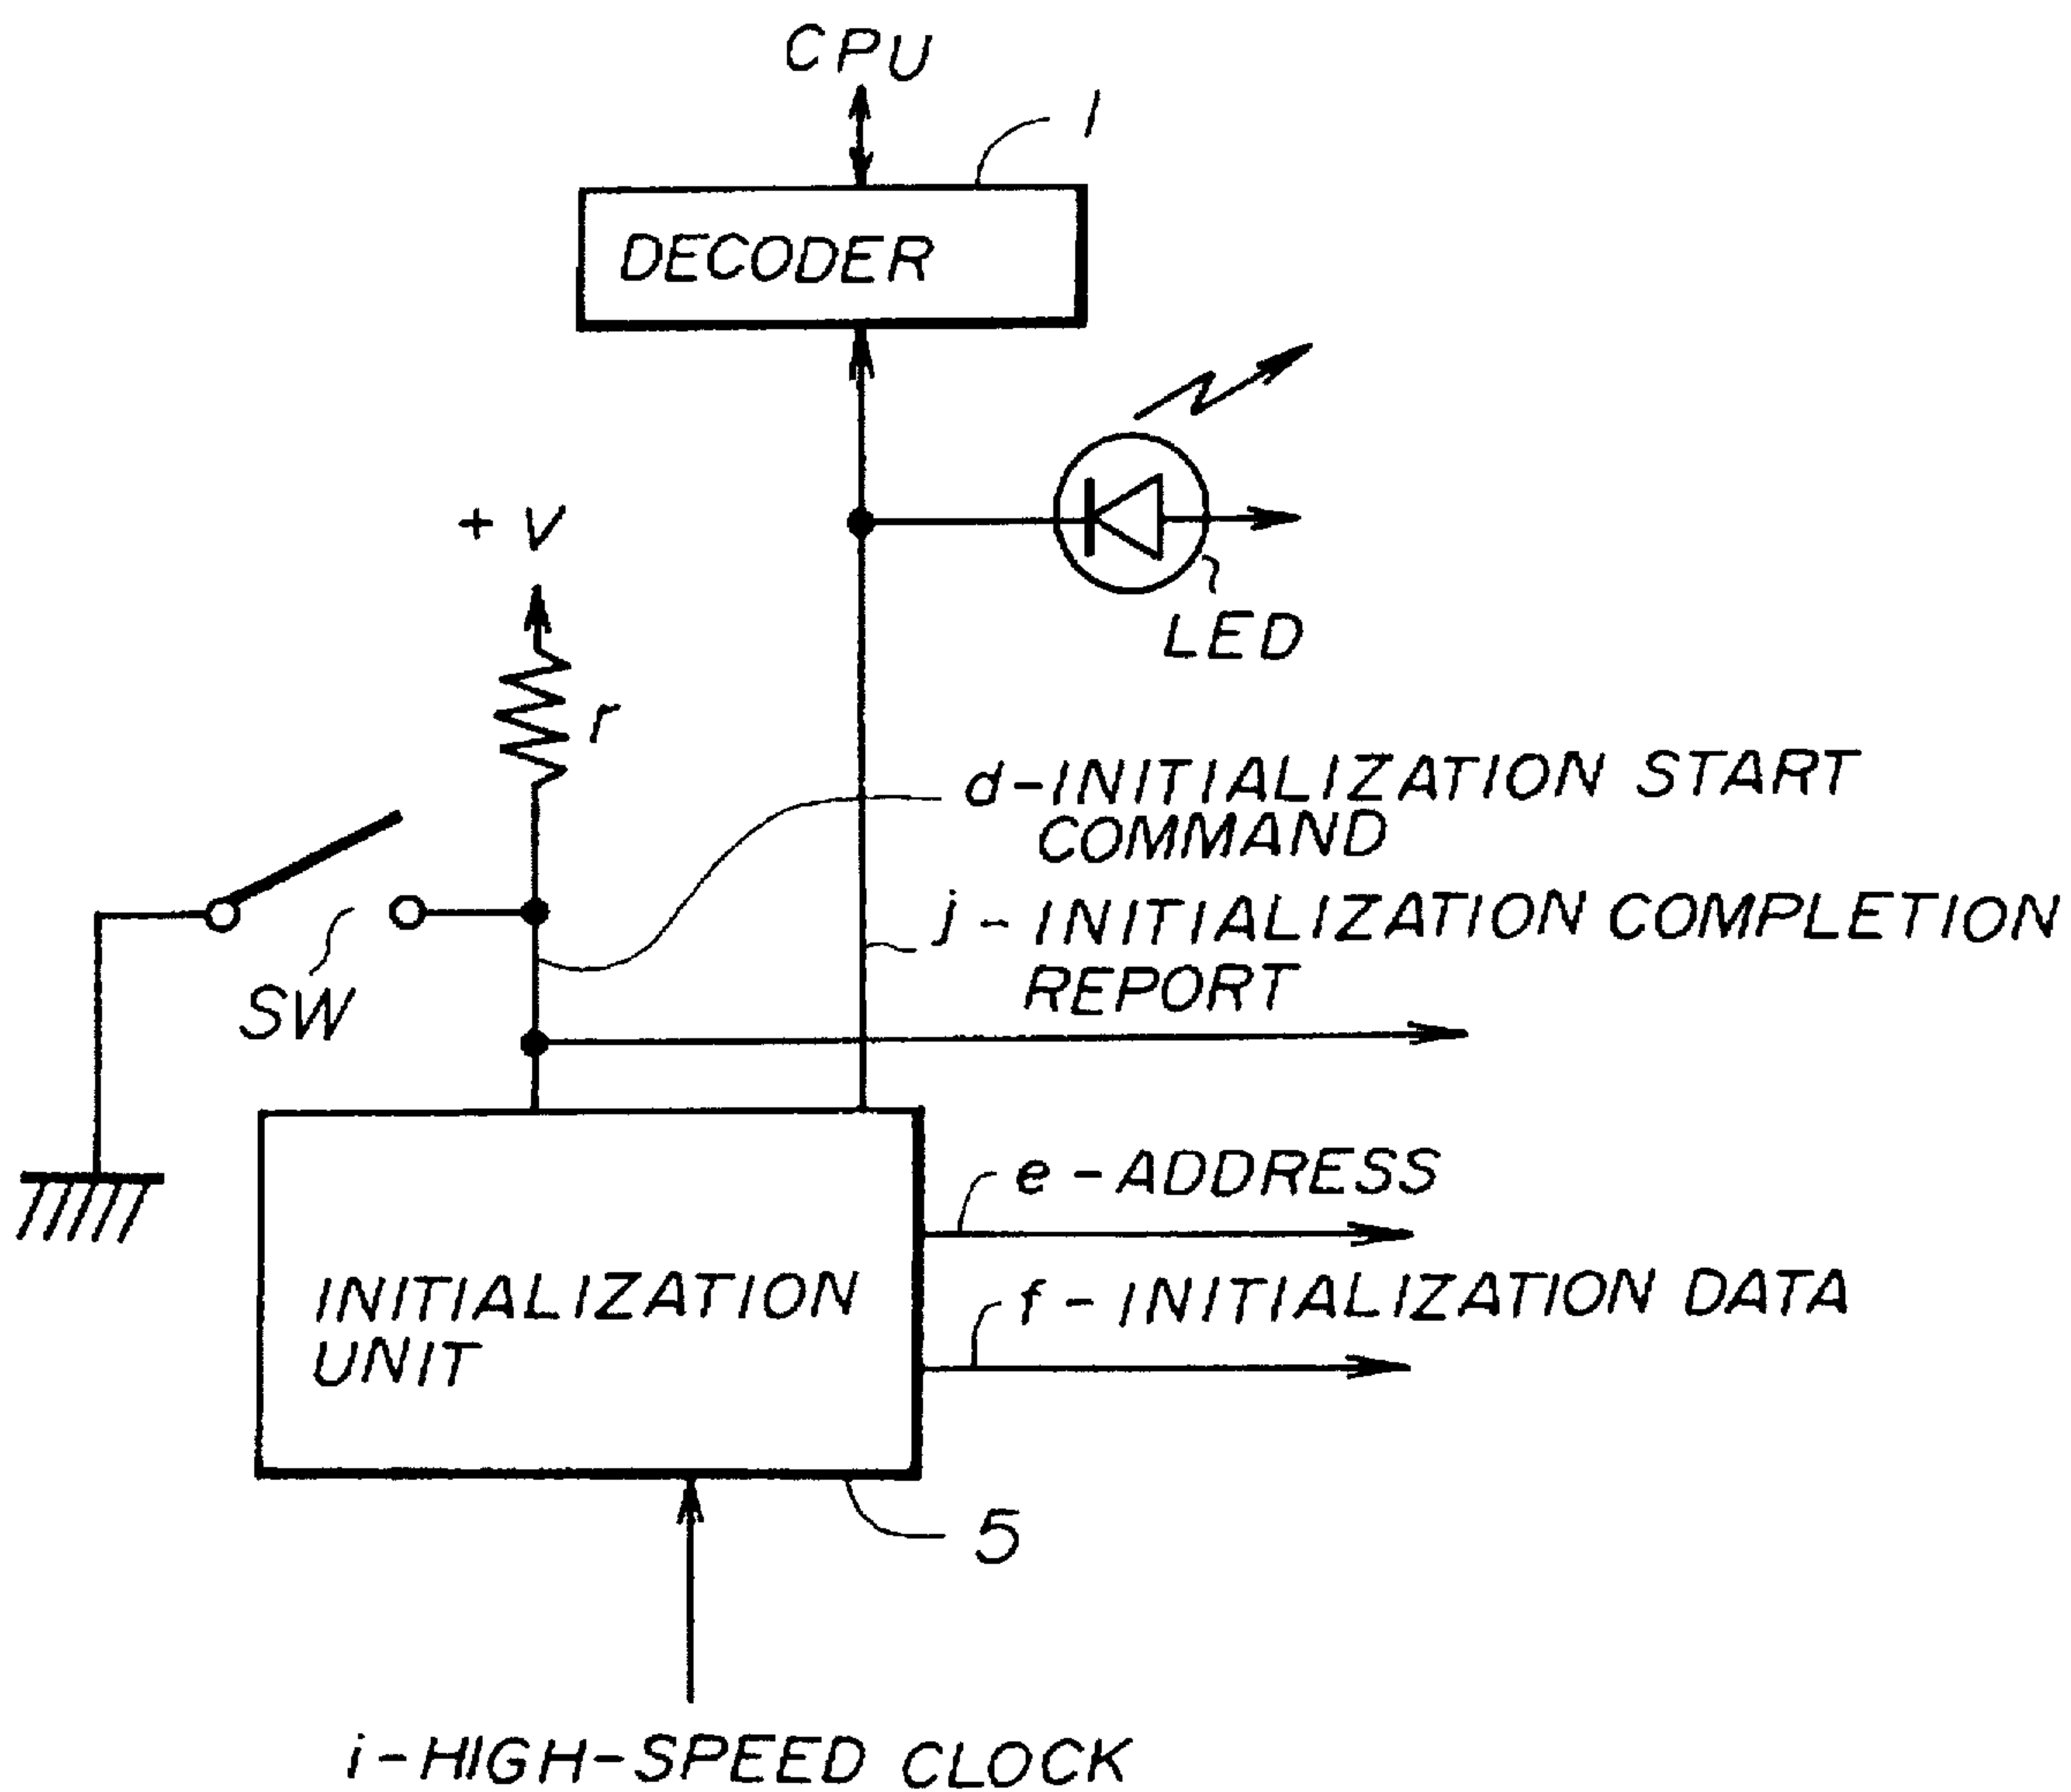 CPU
1
DECODER
+V
LED
r
d-INITIALIZATION START
COMMAND
j-INITIALIZATION COMPLETION
REPORT
SW
e-ADDRESS
f-INITIALIZATION DATA
INITIALIZATION
UNIT
5
i-HIGH-SPEED CLOCK